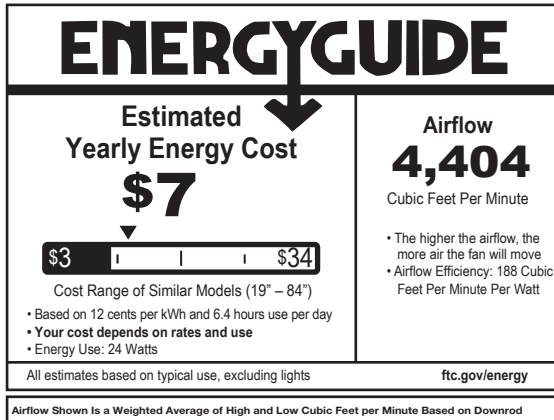 ENERGYGUIDE
Estimated
Yearly Energy Cost
$7
$3
$34
Cost Range of Similar Models (19” – 84”)
• Based on 12 cents per kWh and 6.4 hours use per day
• Your cost depends on rates and use
• Energy Use: 24 Watts
Airflow
4,404
Cubic Feet Per Minute
• The higher the airflow, the
more air the fan will move
• Airflow Efficiency: 188 Cubic
Feet Per Minute Per Watt
All estimates based on typical use, excluding lights
ftc.gov/energy
Airflow Shown Is a Weighted Average of High and Low Cubic Feet per Minute Based on Downrod